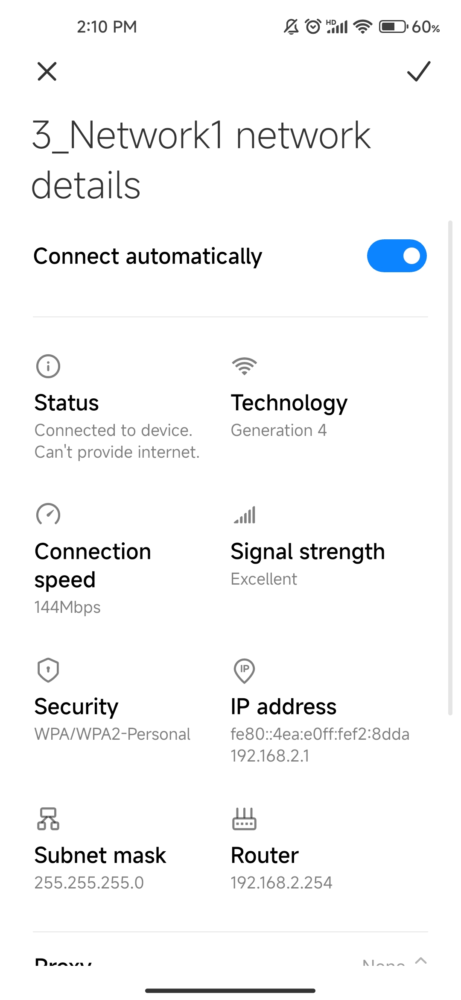 2:10 PM
HD
60%
3_Network1 network
details
Connect automatically
Status
Connected to device.
Can't provide internet.
Technology
Generation 4
Connection
speed
144Mbps
Signal strength
Excellent
Security
WPA/WPA2-Personal
IP
IP address
fe80::4ea:e0ff:fef2:8dda
192.168.2.1
Subnet mask
255.255.255.0
Router
192.168.2.254
Proxy
None